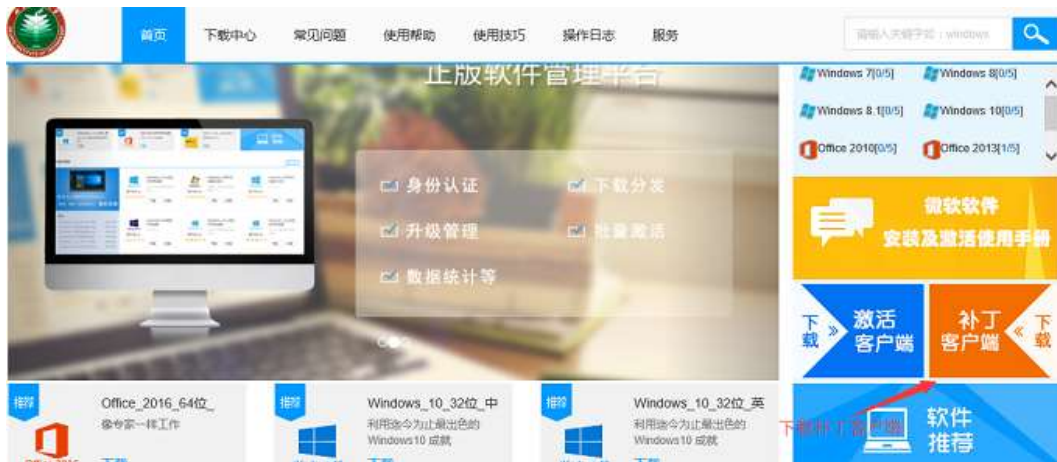 首页 下载中心 常见问题 使用帮助 使用技巧 操作日志 服务
正版软件管理平台
身份认证 下载分发
升级管理 批量激活
数据统计等
Windows 7[0/5] Windows 8[0/5]
Windows 8.1[0/5] Windows 10[0/5]
Office 2010[0/5] Office 2013[1/5]
微软软件
安装及激活使用手册
下载 激活客户端
补丁客户端 下载
推荐
Office_2016_64位_
像专家一样工作
下载
推荐
Windows_10_32位_中
利用迄今为止最出色的
Windows10 成就
下载
推荐
Windows_10_32位_英
利用迄今为止最出色的
Windows10 成就
下载
下载补丁客户端
软件
推荐